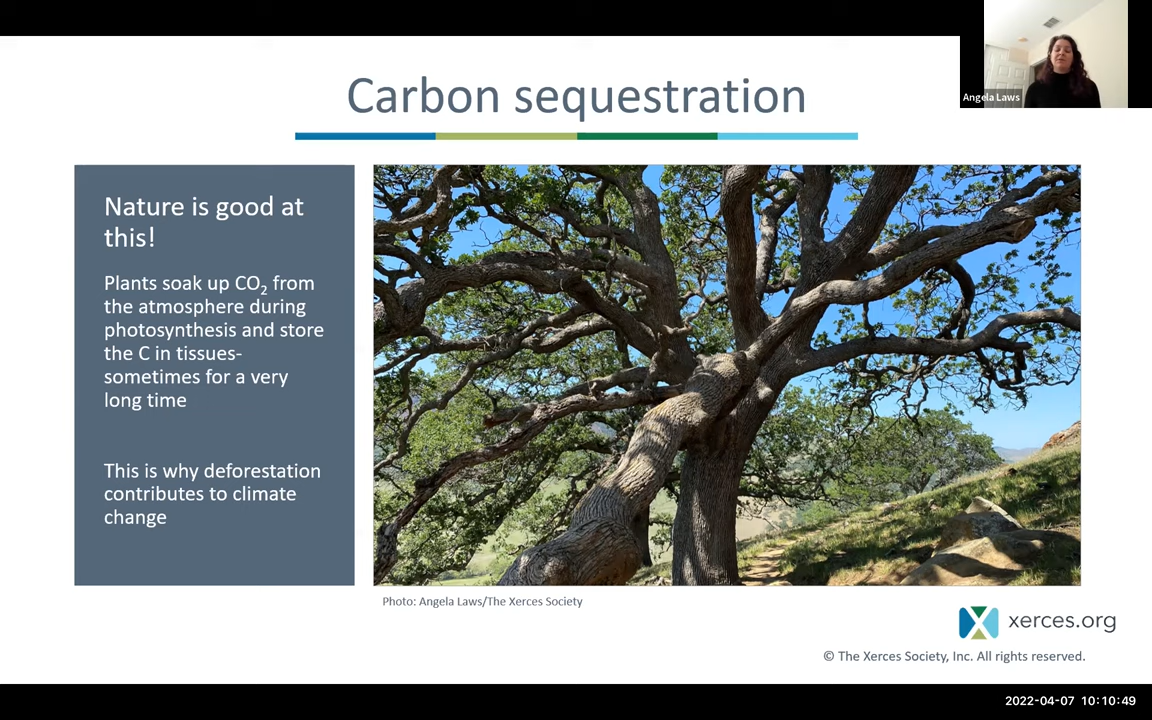 Carbon sequestration
Angela Laws
Nature is good at
this!
Plants soak up CO₂ from
the atmosphere during
photosynthesis and store
the C in tissues-
sometimes for a very
long time
This is why deforestation
contributes to climate
change
Photo: Angela Laws/The Xerces Society
xerces.org
© The Xerces Society, Inc. All rights reserved.
2022-04-07 10:10:49